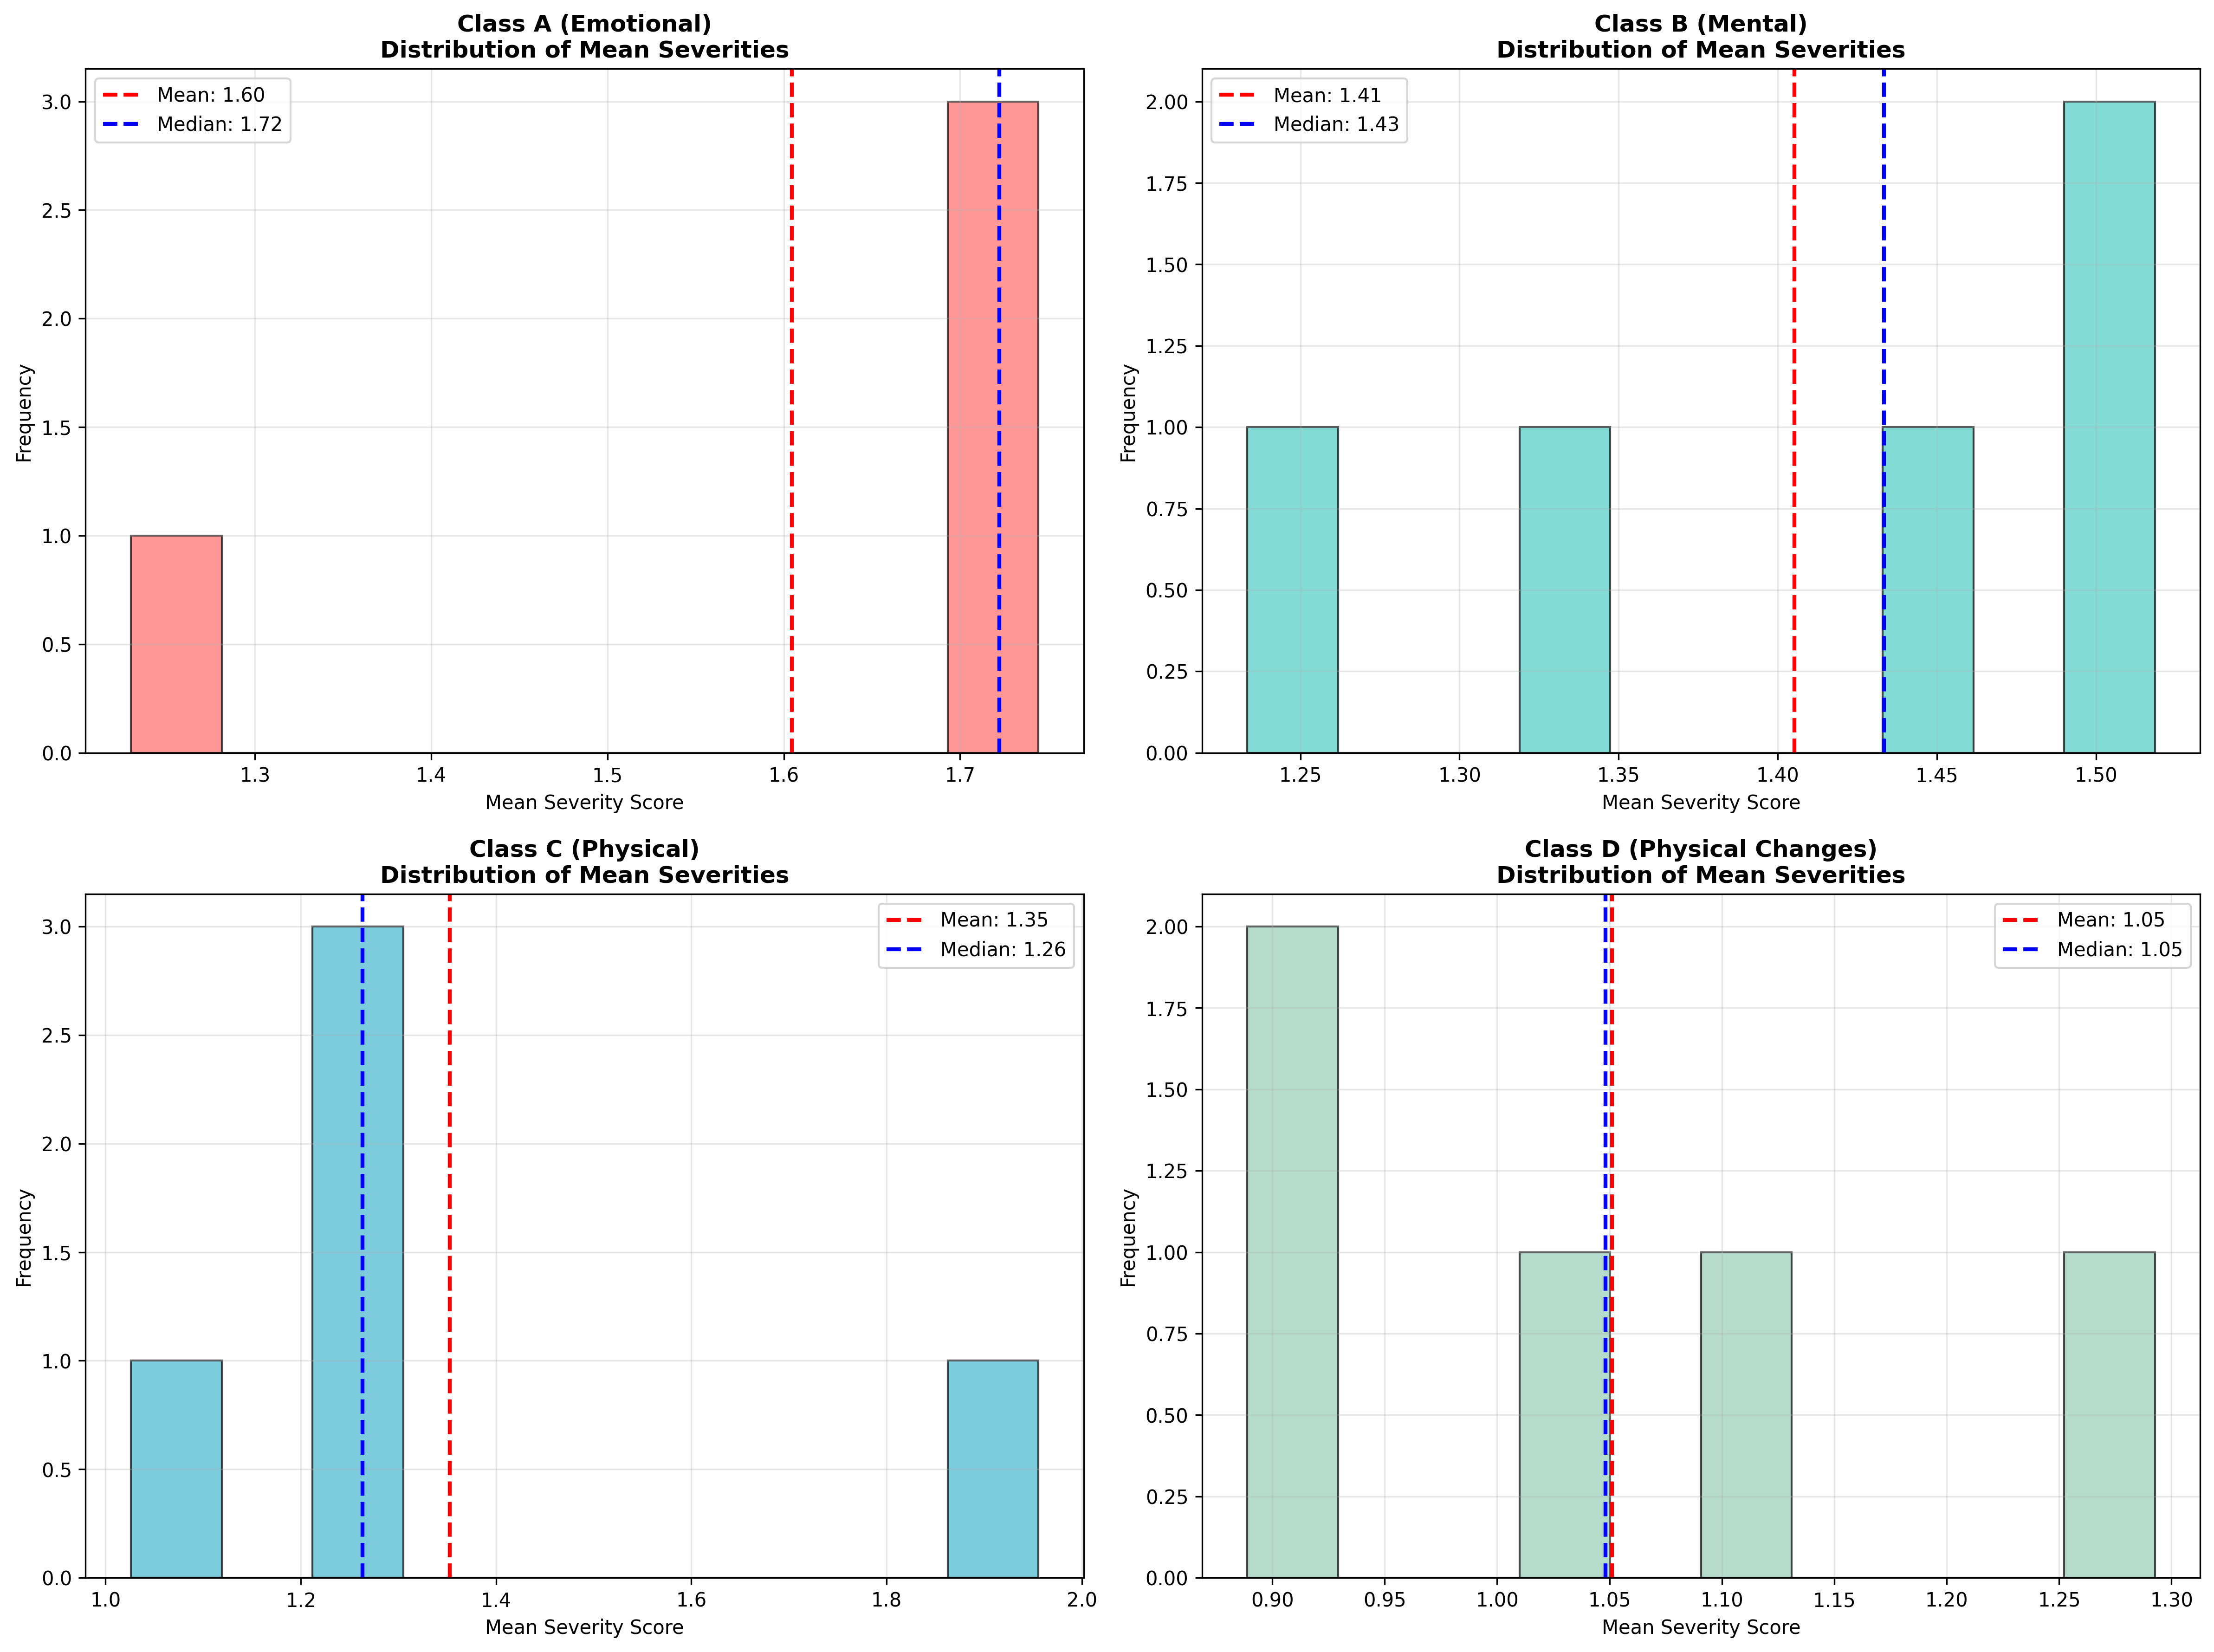 Class A (Emotional)
Distribution of Mean Severities
Mean: 1.60
Median: 1.72
3.0
2.5
2.0
1.5
1.0
0.5
0.0
Frequency
1.3 1.4 1.5 1.6 1.7
Mean Severity Score
Class B (Mental)
Distribution of Mean Severities
Mean: 1.41
Median: 1.43
2.00
1.75
1.50
1.25
1.00
0.75
0.50
0.25
0.00
Frequency
1.25 1.30 1.35 1.40 1.45 1.50
Mean Severity Score
Class C (Physical)
Distribution of Mean Severities
Mean: 1.35
Median: 1.26
3.0
2.5
2.0
1.5
1.0
0.5
0.0
Frequency
1.0 1.2 1.4 1.6 1.8 2.0
Mean Severity Score
Class D (Physical Changes)
Distribution of Mean Severities
Mean: 1.05
Median: 1.05
2.00
1.75
1.50
1.25
1.00
0.75
0.50
0.25
0.00
Frequency
0.90 0.95 1.00 1.05 1.10 1.15 1.20 1.25 1.30
Mean Severity Score